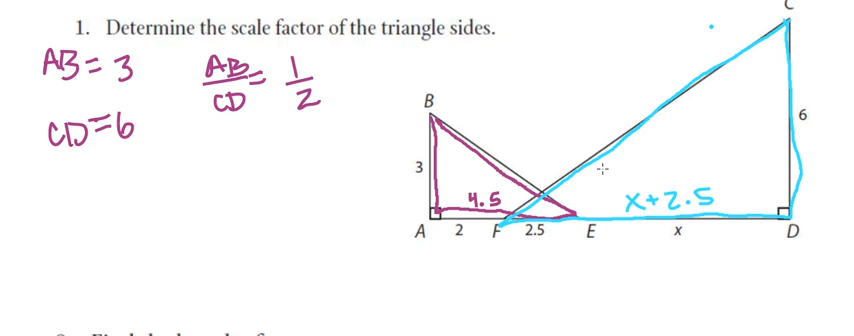 1. Determine the scale factor of the triangle sides.
AB = 3
AB/CD = 1/2
CD = 6
C
B
6
3
4.5
x + 2.5
A 2 F 2.5 E x D